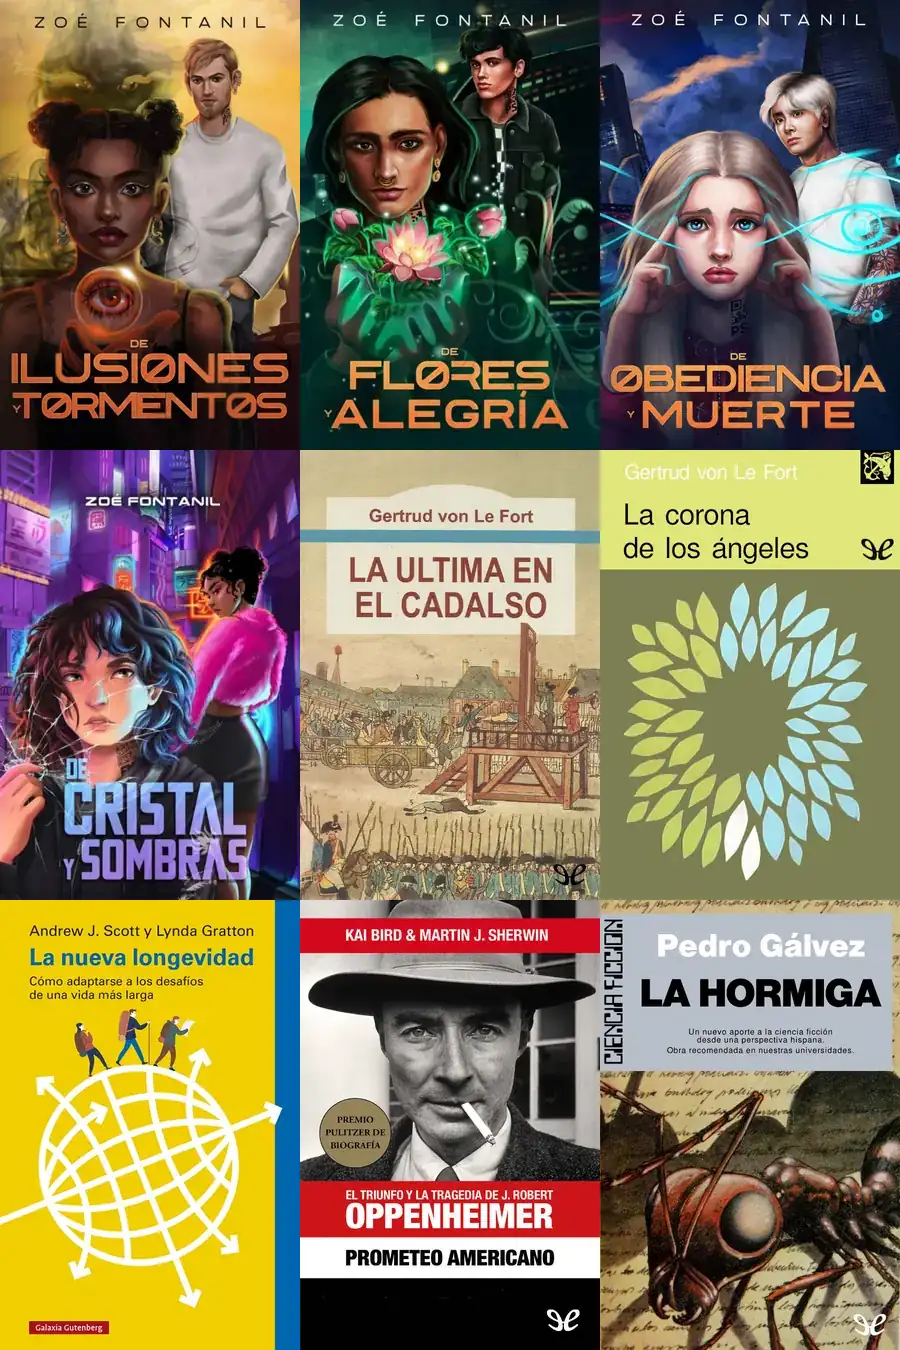 ZOÉ FONTANIL
DE
ILUSIONES
Y TORMENTOS
ZOÉ FONTANIL
DE
FLORES
Y ALEGRÍA
ZOÉ FONTANIL
DE
OBEDIENCIA
Y MUERTE
ZOÉ FONTANIL
DE
CRISTAL
Y SOMBRAS
Gertrud von Le Fort
LA ULTIMA EN
EL CADALSO
Gertrud von Le Fort
La corona
de los ángeles
Andrew J. Scott y Lynda Gratton
La nueva longevidad
Cómo adaptarse a los desafíos
de una vida más larga
Galaxia Gutenberg
KAI BIRD & MARTIN J. SHERWIN
PREMIO
PULITZER DE
BIOGRAFÍA
EL TRIUNFO Y LA TRAGEDIA DE J. ROBERT
OPPENHEIMER
PROMETEO AMERICANO
CIENCIA FICCION
Pedro Gálvez
LA HORMIGA
Un nuevo aporte a la ciencia ficción
desde una perspectiva hispana.
Obra recomendada en nuestras universidades.